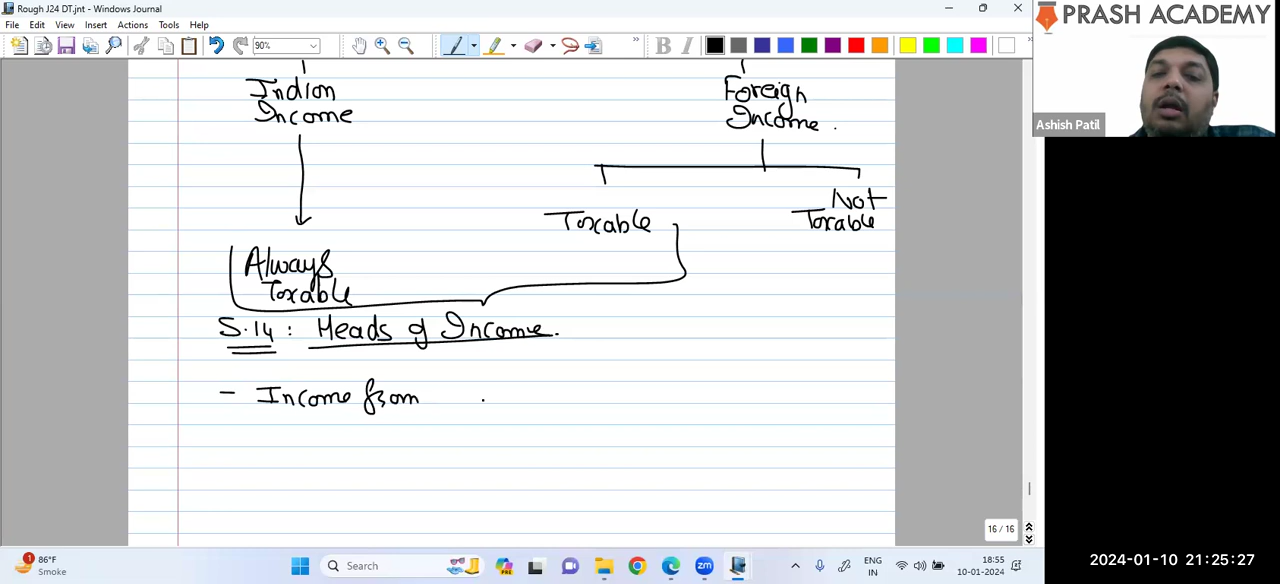 Rough J24 DT.jnt - Windows Journal
File Edit View Insert Actions Tools Help
90%
PRASH ACADEMY
Ashish Patil
Indian
Income
Foreign
Income.
Taxable
Not
Taxable
Always
Taxable
S.14 : Heads of Income.
- Income from
16 / 16
86°F
Smoke
Search
ENG
IN
18:55
10-01-2024
2024-01-10 21:25:27